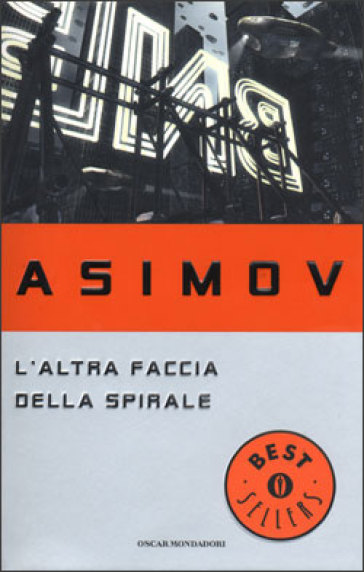 ASIMOV
L'ALTRA FACCIA
DELLA SPIRALE
BEST
SELLERS
OSCAR MONDADORI